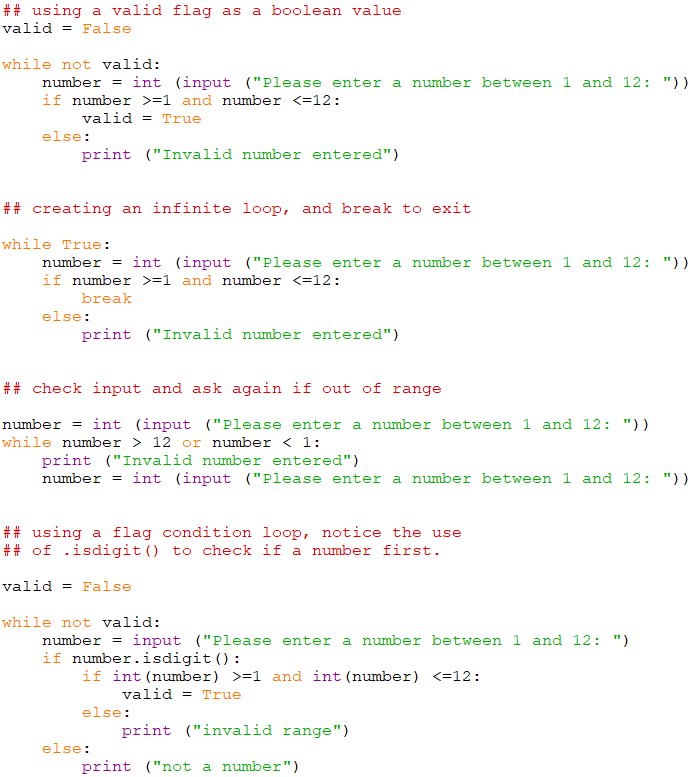 ## using a valid flag as a boolean value
valid = False

while not valid:
    number = int (input ("Please enter a number between 1 and 12: "))
    if number >=1 and number <=12:
        valid = True
    else:
        print ("Invalid number entered")


## creating an infinite loop, and break to exit

while True:
    number = int (input ("Please enter a number between 1 and 12: "))
    if number >=1 and number <=12:
        break
    else:
        print ("Invalid number entered")


## check input and ask again if out of range

number = int (input ("Please enter a number between 1 and 12: "))
while number > 12 or number < 1:
    print ("Invalid number entered")
    number = int (input ("Please enter a number between 1 and 12: "))


## using a flag condition loop, notice the use
## of .isdigit() to check if a number first.

valid = False

while not valid:
    number = input ("Please enter a number between 1 and 12: ")
    if number.isdigit():
        if int(number) >=1 and int(number) <=12:
            valid = True
        else:
            print ("invalid range")
    else:
        print ("not a number")